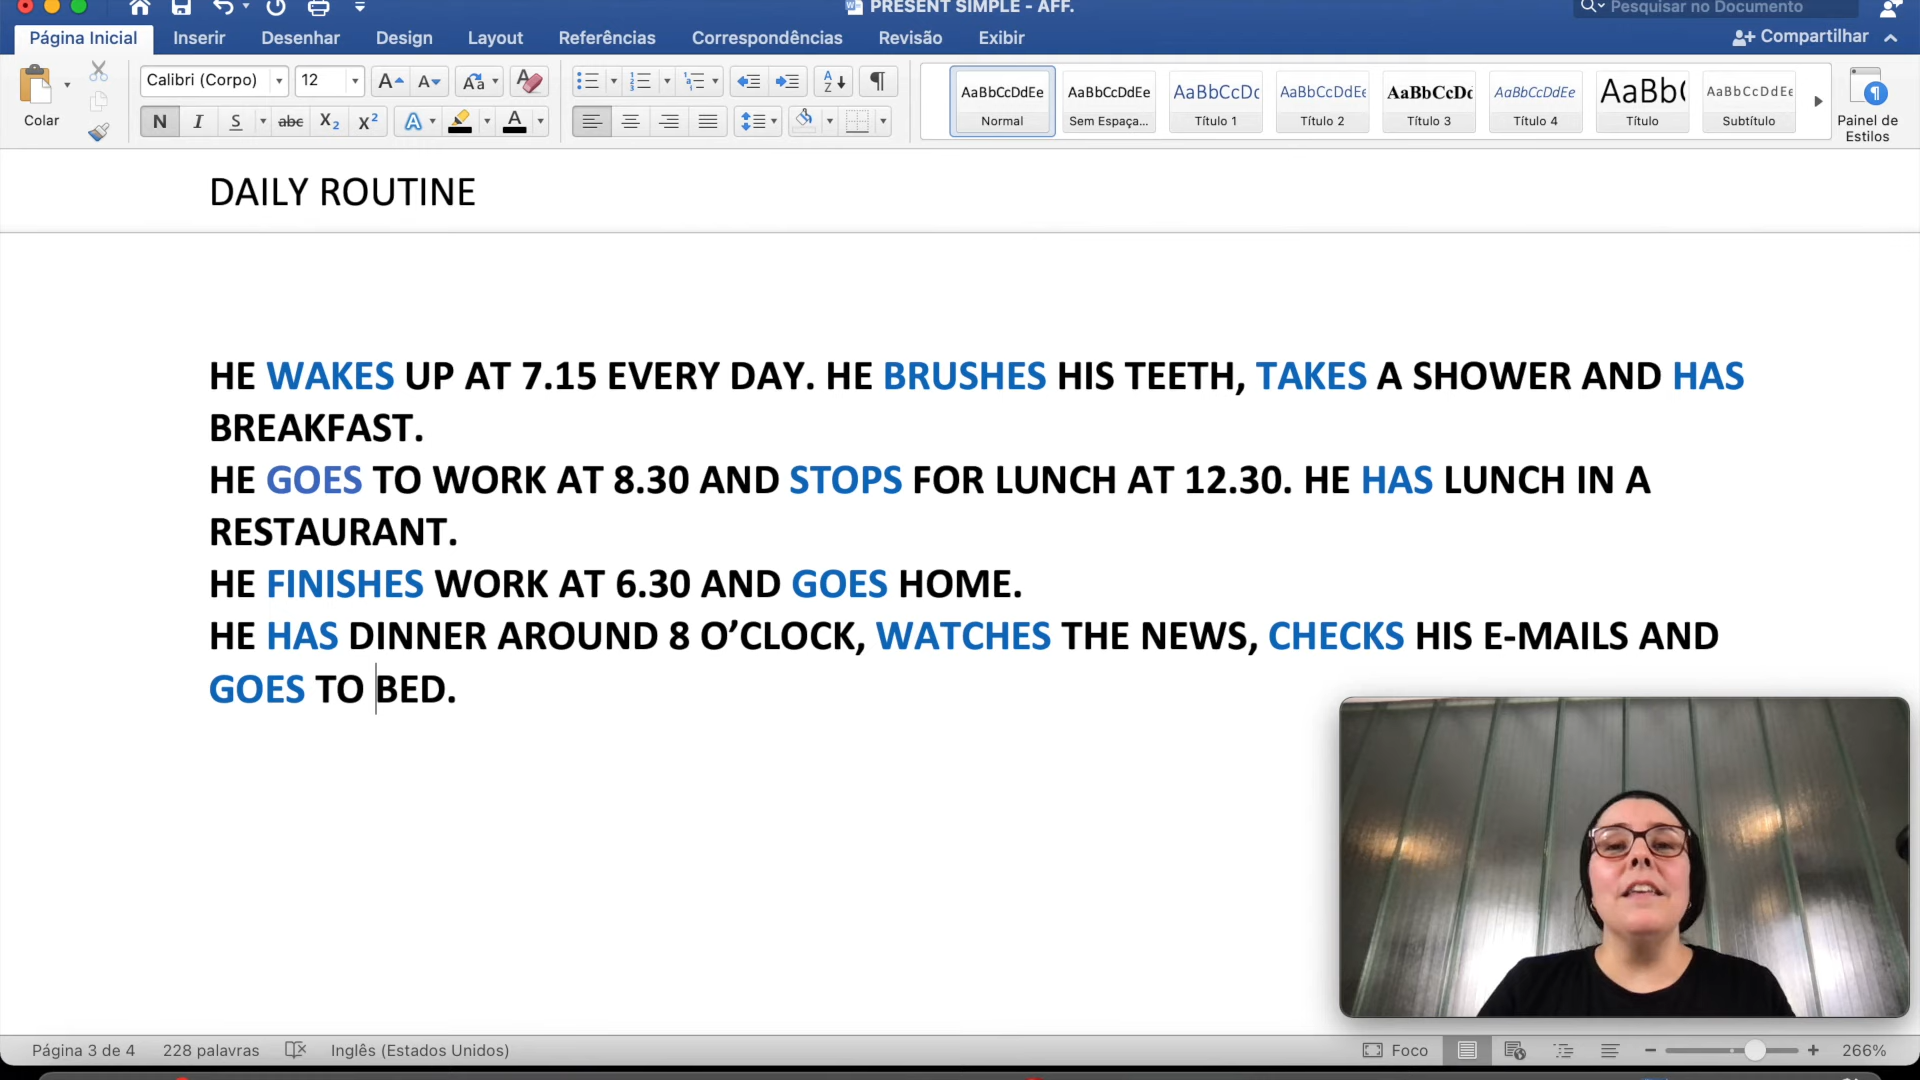 PRESENT SIMPLE - AFF.
Pesquisar no Documento
Página Inicial
Inserir
Desenhar
Design
Layout
Referências
Correspondências
Revisão
Exibir
Compartilhar
Colar
Calibri (Corpo)
12
AaBbCcDdEe
Normal
AaBbCcDdEe
Sem Espaça...
AaBbCcDc
Título 1
AaBbCcDdEe
Título 2
AaBbCcDc
Título 3
AaBbCcDdEe
Título 4
AaBb(
Título
AaBbCcDdEe
Subtítulo
Painel de
Estilos
DAILY ROUTINE
HE WAKES UP AT 7.15 EVERY DAY. HE BRUSHES HIS TEETH, TAKES A SHOWER AND HAS
BREAKFAST.
HE GOES TO WORK AT 8.30 AND STOPS FOR LUNCH AT 12.30. HE HAS LUNCH IN A
RESTAURANT.
HE FINISHES WORK AT 6.30 AND GOES HOME.
HE HAS DINNER AROUND 8 O’CLOCK, WATCHES THE NEWS, CHECKS HIS E-MAILS AND
GOES TO BED.
Página 3 de 4
228 palavras
Inglês (Estados Unidos)
Foco
266%